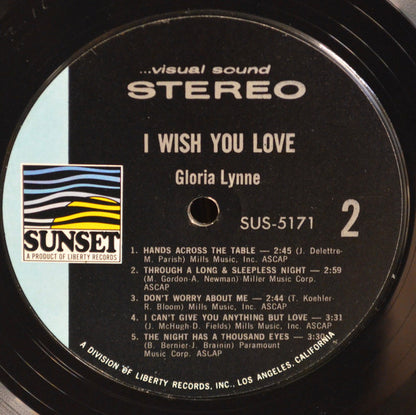 ...visual sound
STEREO
I WISH YOU LOVE
Gloria Lynne
SUS-5171
2
SUNSET
A PRODUCT OF LIBERTY RECORDS
1. HANDS ACROSS THE TABLE — 2:45 (J. Delettre-
M. Parish) Mills Music, Inc. ASCAP
2. THROUGH A LONG & SLEEPLESS NIGHT — 2:59
(M. Gordon-A. Newman) Miller Music Corp.
ASCAP
3. DON'T WORRY ABOUT ME — 2:44 (T. Koehler-
R. Bloom) Mills Music, Inc. ASCAP
4. I CAN'T GIVE YOU ANYTHING BUT LOVE — 3:31
(J. McHugh-D. Fields) Mills Music, Inc. ASCAP
5. THE NIGHT HAS A THOUSAND EYES — 3:30
(B. Bernier-J. Brainin) Paramount
Music Corp. ASLAP
A DIVISION OF LIBERTY RECORDS, INC., LOS ANGELES, CALIFORNIA